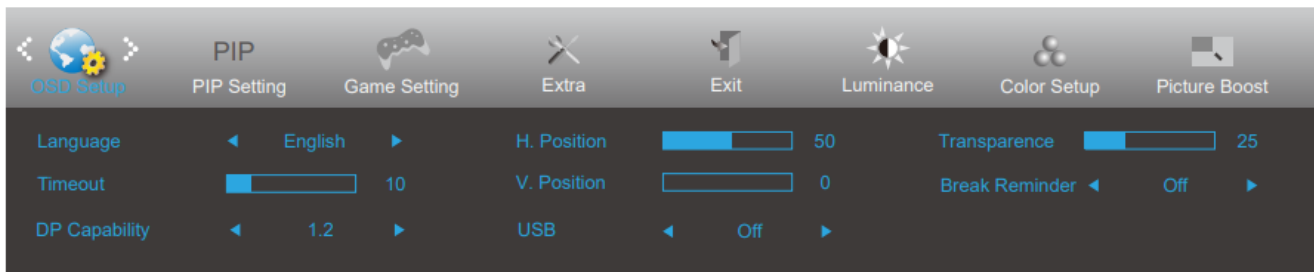 PIP
OSD Setup PIP Setting Game Setting Extra Exit Luminance Color Setup Picture Boost
Language English H. Position 50 Transparence 25
Timeout 10 V. Position 0 Break Reminder Off
DP Capability 1.2 USB Off